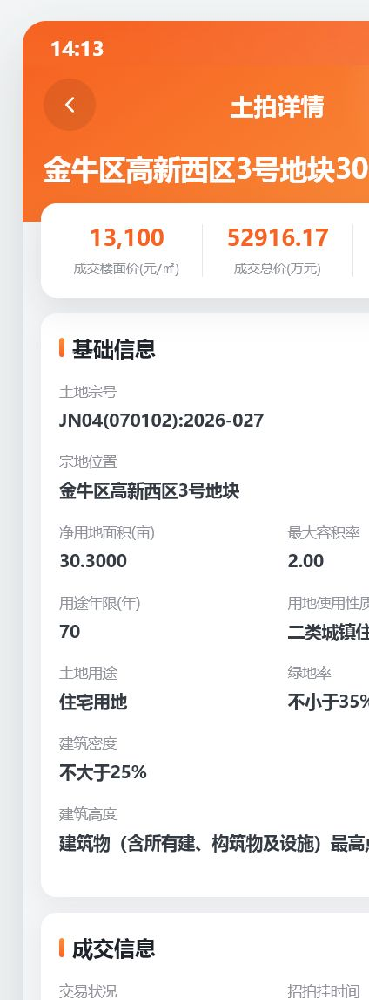 14:13
土拍详情
金牛区高新西区3号地块30
13,100
52916.17
成交楼面价(元/㎡)
成交总价(万元)
基础信息
土地宗号
JN04(070102):2026-027
宗地位置
金牛区高新西区3号地块
净用地面积(亩)
最大容积率
30.3000
2.00
用途年限(年)
用地使用性质
70
二类城镇住
土地用途
绿地率
住宅用地
不小于35%
建筑密度
不大于25%
建筑高度
建筑物（含所有建、构筑物及设施）最高点
成交信息
交易状况
招拍挂时间